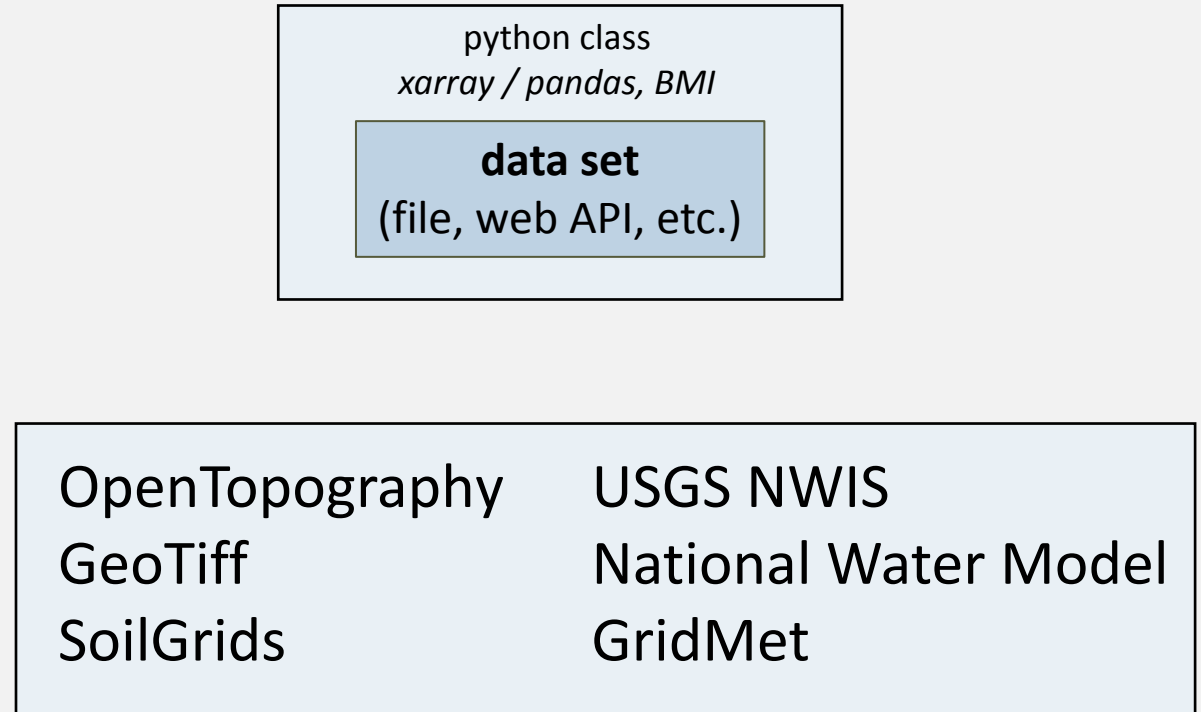 python class
xarray / pandas, BMI
data set
(file, web API, etc.)
OpenTopography
GeoTiff
SoilGrids
USGS NWIS
National Water Model
GridMet